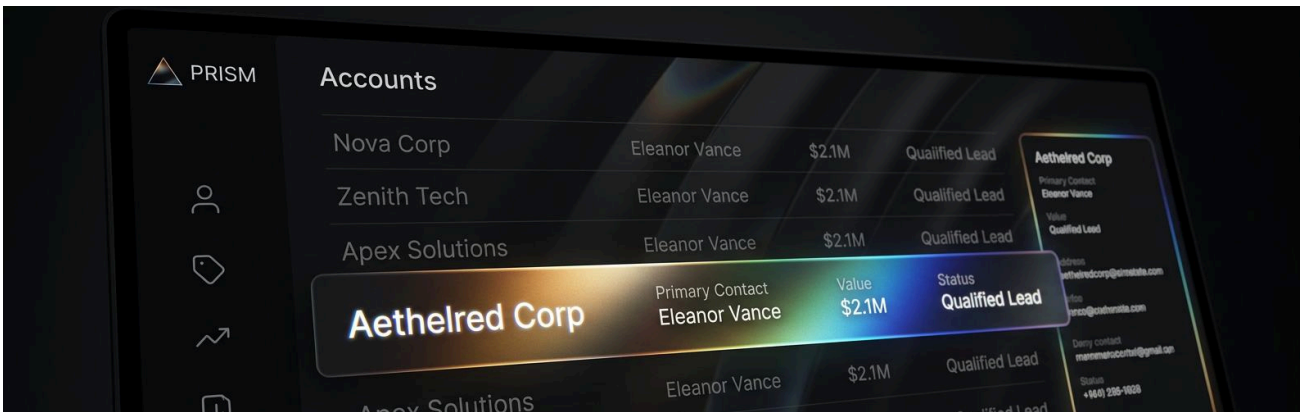 PRISM
Accounts
Nova Corp Eleanor Vance $2.1M Qualified Lead
Zenith Tech Eleanor Vance $2.1M Qualified Lead
Apex Solutions Eleanor Vance $2.1M Qualified Lead
Aethelred Corp
Primary Contact
Eleanor Vance
Value
$2.1M
Status
Qualified Lead
Eleanor Vance $2.1M Qualified Lead
Apex Solutions
Lead
Aethelred Corp
Primary Contact
Eleanor Vance
Value
Qualified Lead
Status